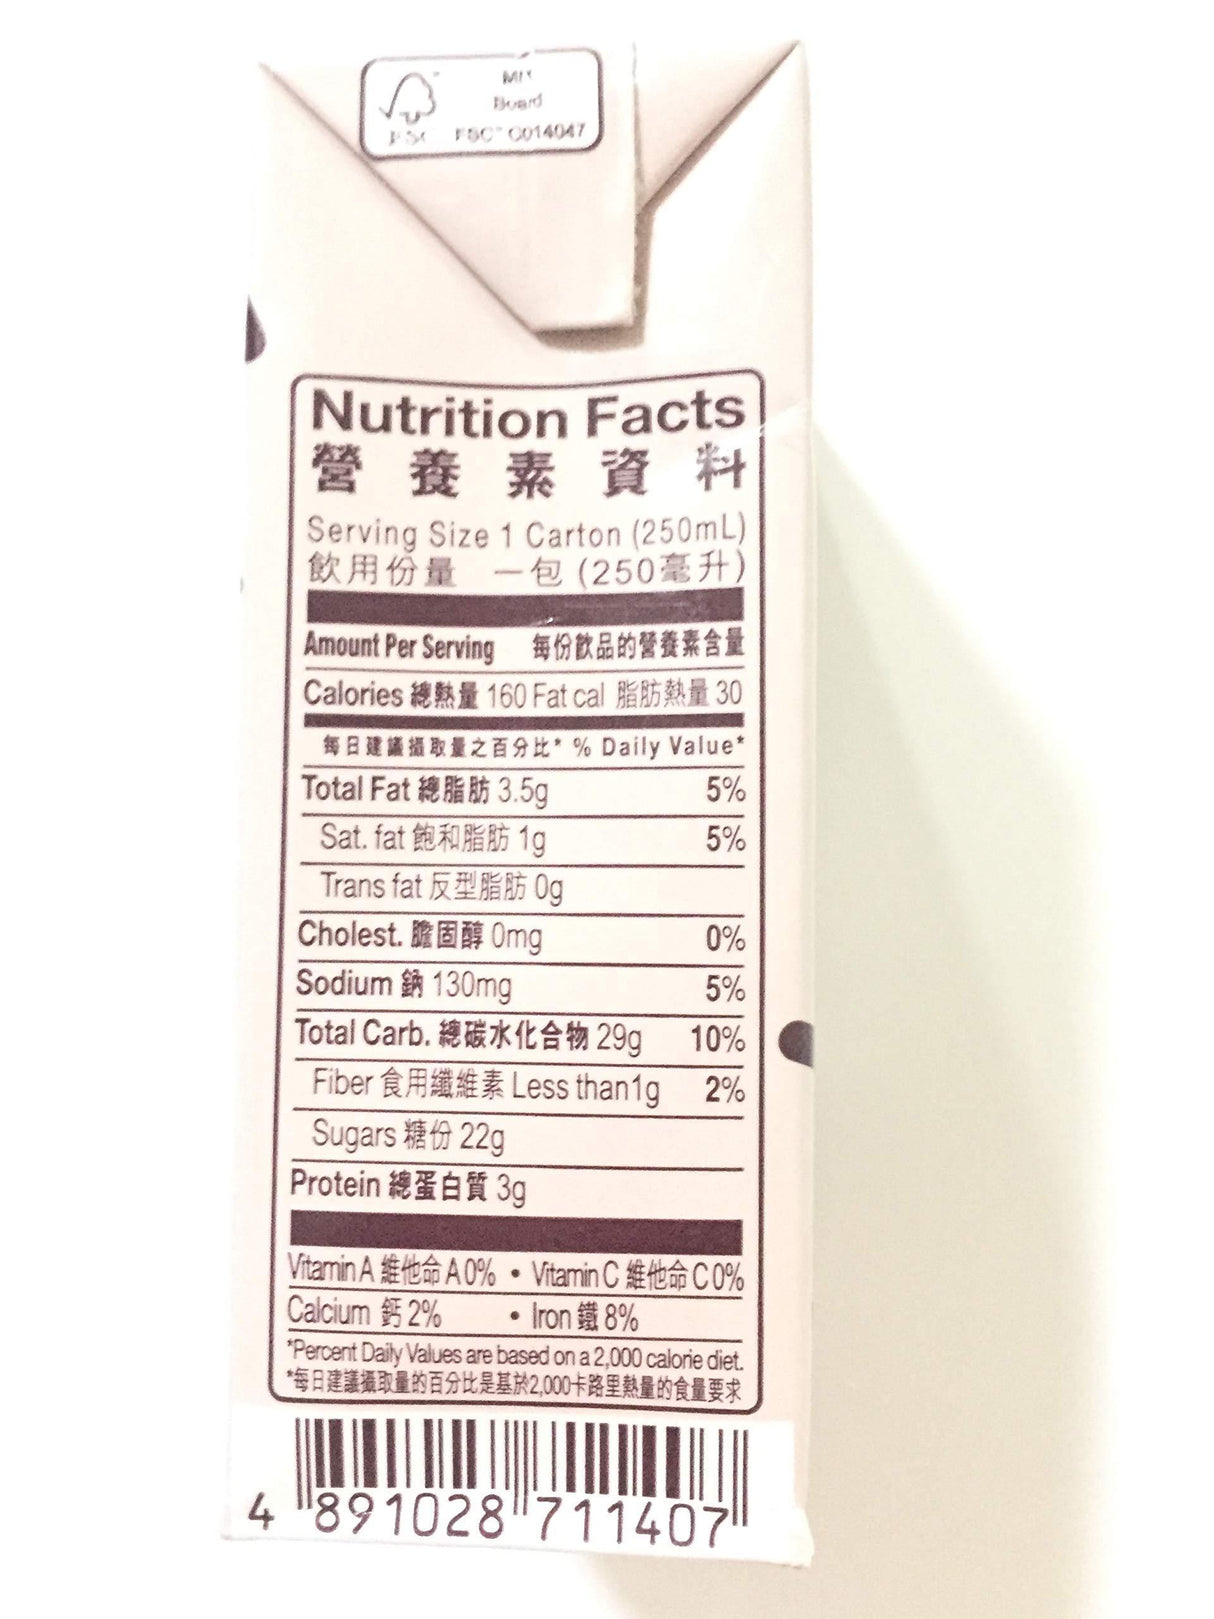 Board
FSC FSC™ C014047
Nutrition Facts
營養素資料
Serving Size 1 Carton (250mL)
飲用份量 一包 (250毫升)
Amount Per Serving 每份飲品的營養素含量
Calories 總熱量 160 Fat cal 脂肪熱量 30
每日建議攝取量之百分比* % Daily Value*
Total Fat 總脂肪 3.5g 5%
Sat. fat 飽和脂肪 1g 5%
Trans fat 反型脂肪 0g
Cholest. 膽固醇 0mg 0%
Sodium 鈉 130mg 5%
Total Carb. 總碳水化合物 29g 10%
Fiber 食用纖維素 Less than1g 2%
Sugars 糖份 22g
Protein 總蛋白質 3g
Vitamin A 維他命 A 0% • Vitamin C 維他命 C 0%
Calcium 鈣 2% • Iron 鐵 8%
*Percent Daily Values are based on a 2,000 calorie diet.
*每日建議攝取量的百分比是基於2,000卡路里熱量的食量要求
4 891028 711407